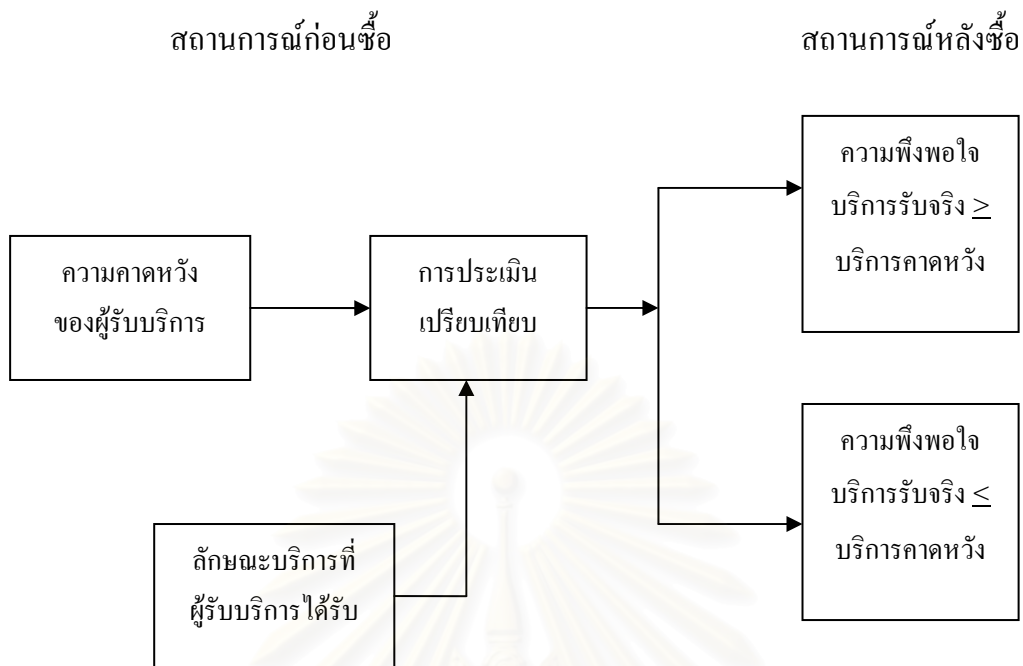 สถานการณ์ก่อนซื้อ
สถานการณ์หลังซื้อ
ความคาดหวัง
ของผู้รับบริการ
การประเมิน
เปรียบเทียบ
ลักษณะบริการที่
ผู้รับบริการได้รับ
ความพึงพอใจ
บริการรับจริง ≥
บริการคาดหวัง
ความพึงพอใจ
บริการรับจริง ≤
บริการคาดหวัง